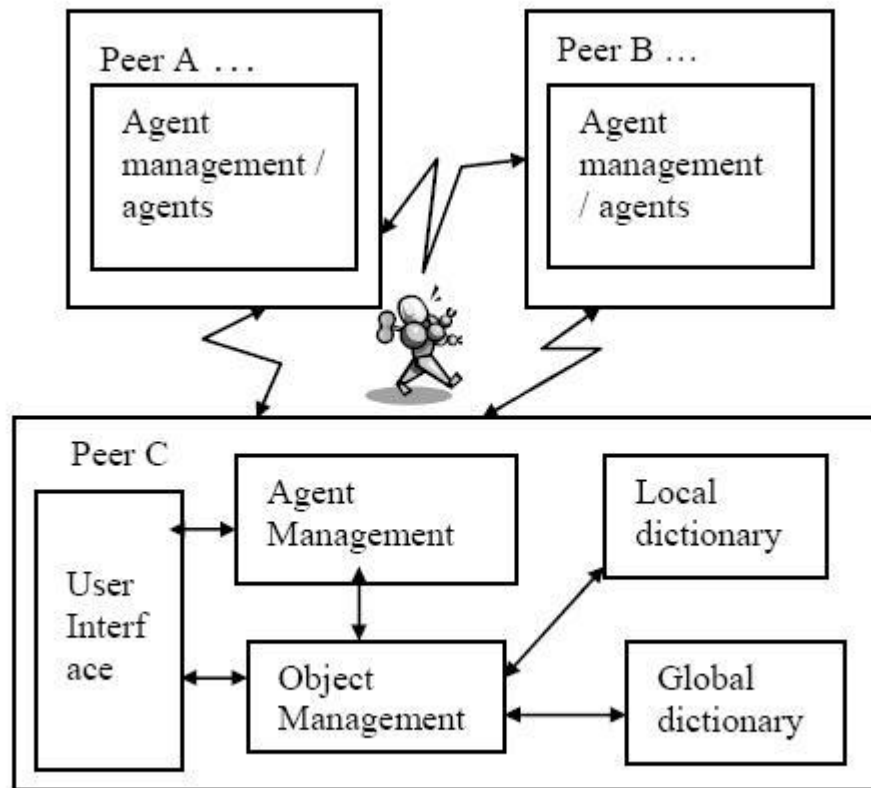 Peer A ...
Agent
management /
agents
Peer B ...
Agent
management
/ agents
Peer C
User
Interf
ace
Agent
Management
Object
Management
Local
dictionary
Global
dictionary